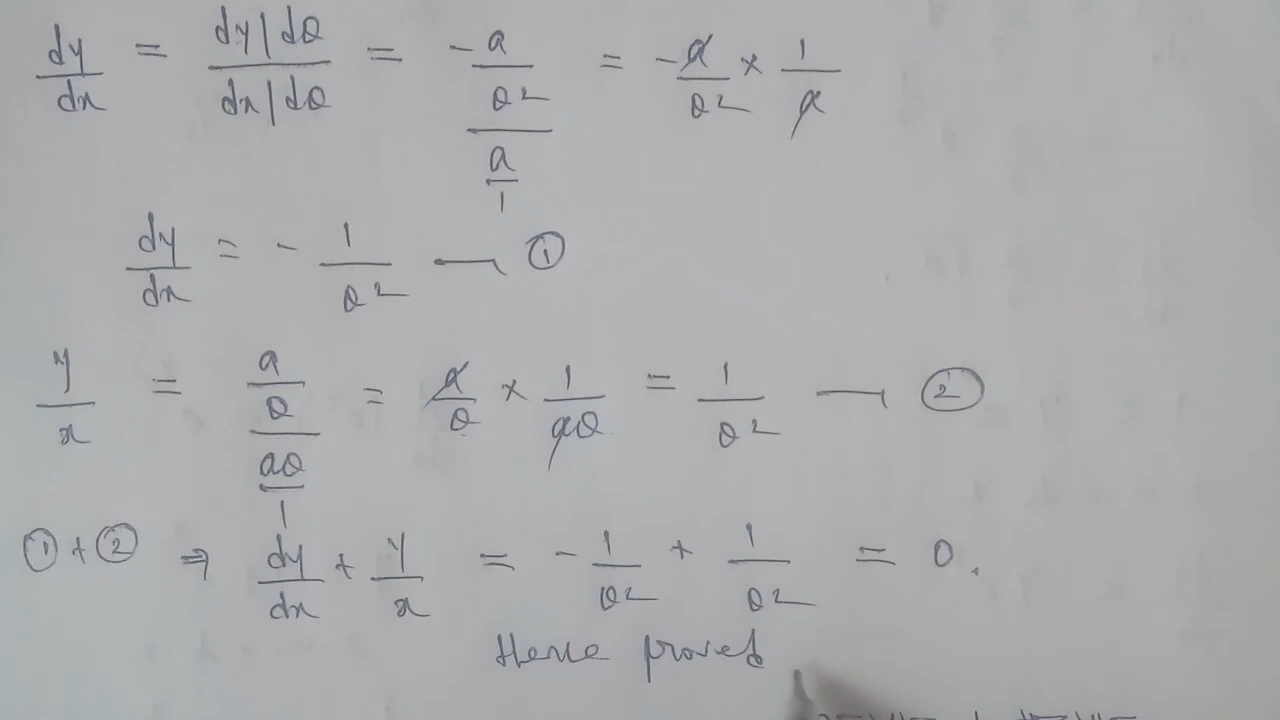 dy/dx = (dy/dθ)/(dx/dθ) = (-a/θ²)/(a/1) = -a/θ² × 1/a
dy/dx = - 1/θ² — ①
y/x = (a/θ)/(aθ/1) = a/θ × 1/aθ = 1/θ² — ②
① + ② ⇒ dy/dx + y/x = - 1/θ² + 1/θ² = 0.
Hence proved